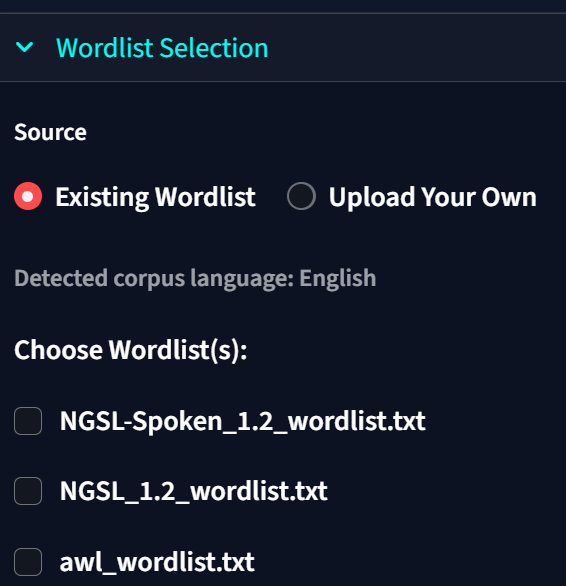 Wordlist Selection
Source
Existing Wordlist Upload Your Own
Detected corpus language: English
Choose Wordlist(s):
NGSL-Spoken_1.2_wordlist.txt
NGSL_1.2_wordlist.txt
awl_wordlist.txt